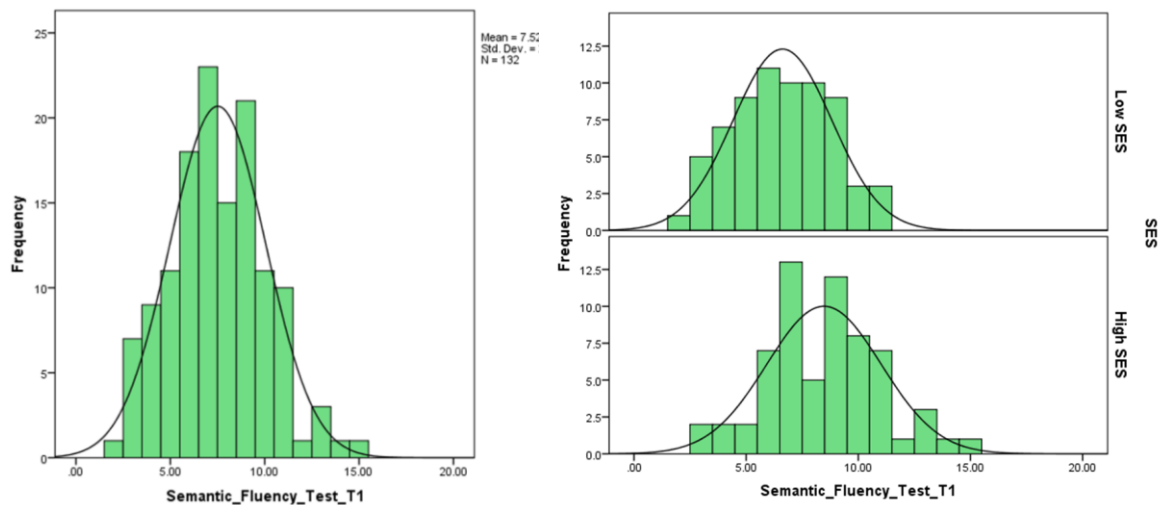 Mean = 7.52
Std. Dev. =
N = 132
25
20
15
10
5
0
Frequency
.00
5.00
10.00
15.00
20.00
Semantic_Fluency_Test_T1
12.5
10.0
7.5
5.0
2.5
0.0
Low SES
12.5
10.0
7.5
5.0
2.5
0.0
High SES
SES
Frequency
.00
5.00
10.00
15.00
20.00
Semantic_Fluency_Test_T1